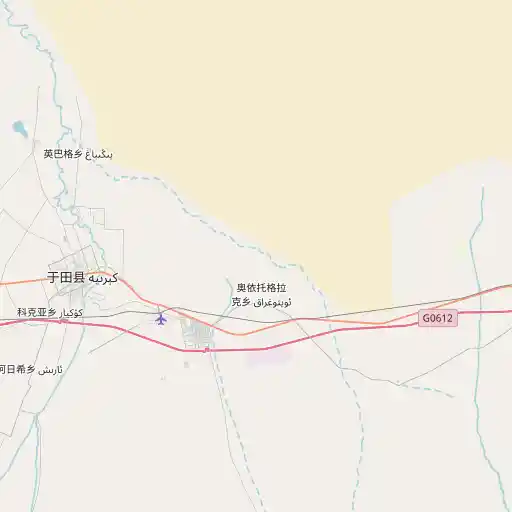 英巴格乡 يېڭىباغ
于田县 كېرىيە
奥依托格拉
克乡 ئويتوغراق
科克亚乡 كۆكيار
G0612
阿日希乡 ئارىش